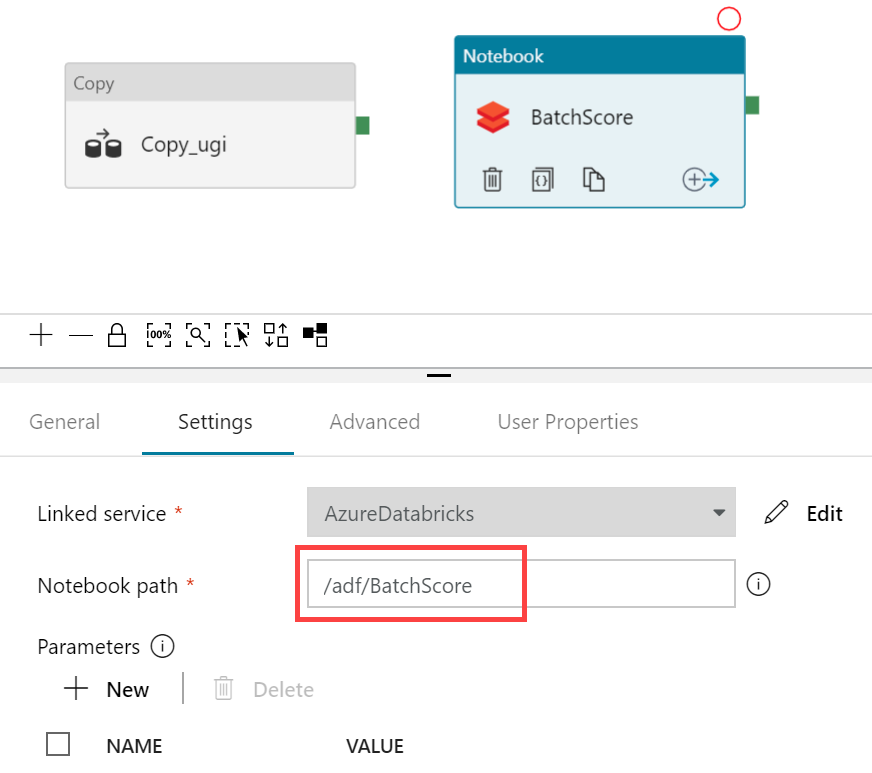 Copy
Copy_ugi
Notebook
BatchScore
100%
General Settings Advanced User Properties
Linked service * AzureDatabricks Edit
Notebook path * /adf/BatchScore
Parameters
New Delete
NAME VALUE